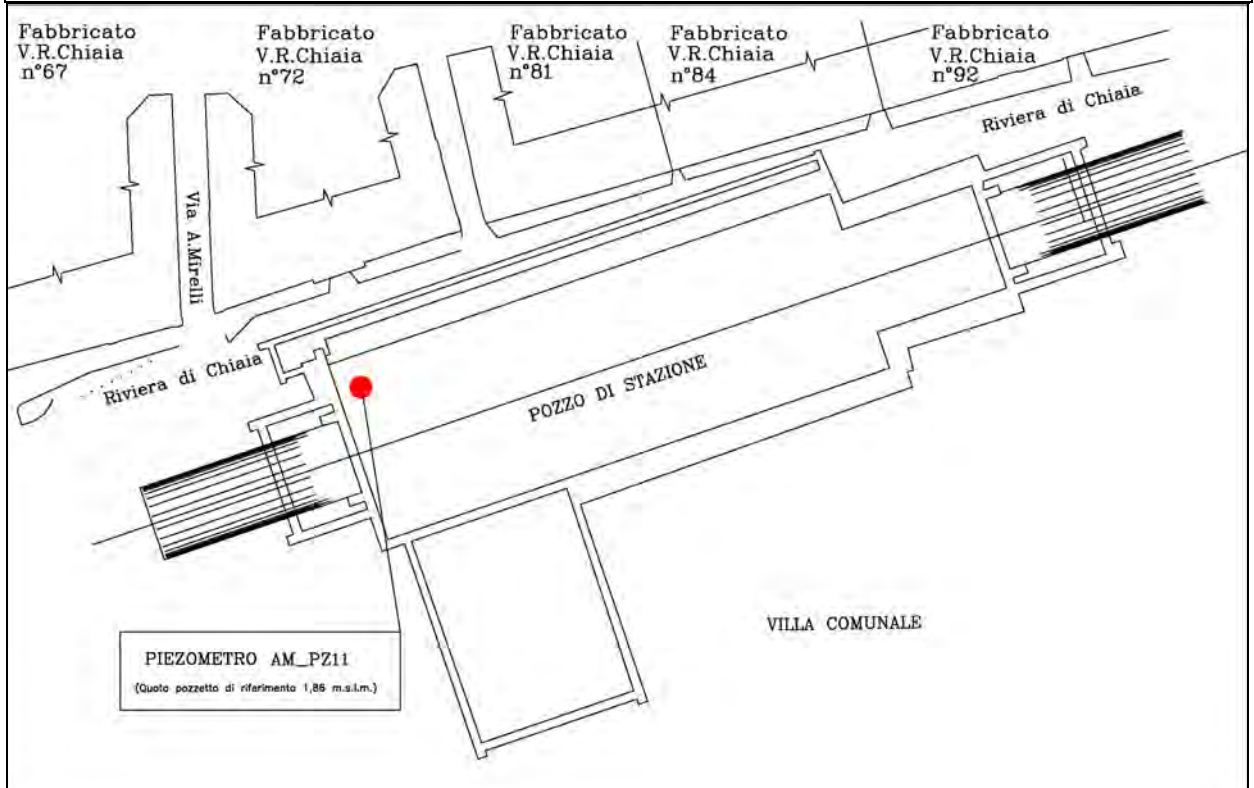 Fabbricato
V.R.Chiaia
n°67
Fabbricato
V.R.Chiaia
n°72
Fabbricato
V.R.Chiaia
n°81
Fabbricato
V.R.Chiaia
n°84
Fabbricato
V.R.Chiaia
n°92
Riviera di Chiaia
Via A.Mirelli
Riviera di Chiaia
POZZO DI STAZIONE
VILLA COMUNALE
PIEZOMETRO AM_PZ11
(Quota pozzetto di riferimento 1,86 m.s.l.m.)